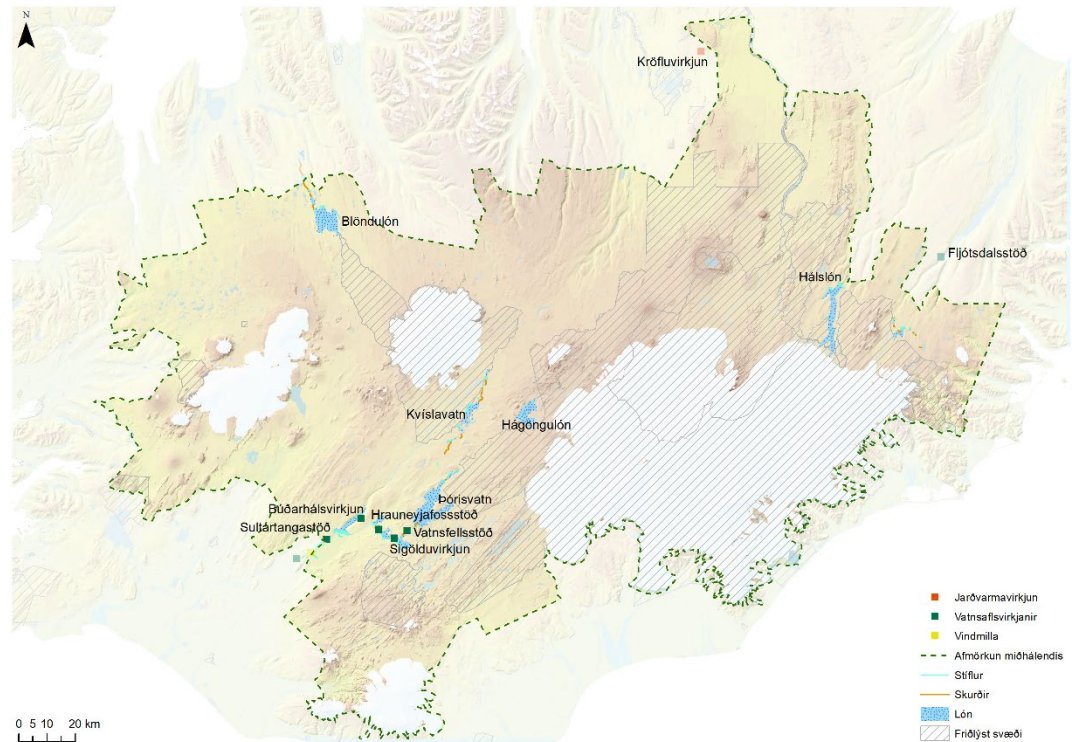 N
Kröfluvirkjun
Blöndulón
Fljótsdalsstöð
Hálslón
Kvíslavatn
Hágöngulón
Þórisvatn
Búðarhálsvirkjun
Hrauneyjafossstöð
Sultartangastöð
Vatnsfellsstöð
Sigölduvirkjun
Jarðvarmavirkjun
Vatnsaflsvirkjanir
Vindmilla
Afmörkun miðhálendis
Stíflur
Skurðir
Lón
Friðlýst svæði
0 5 10 20 km